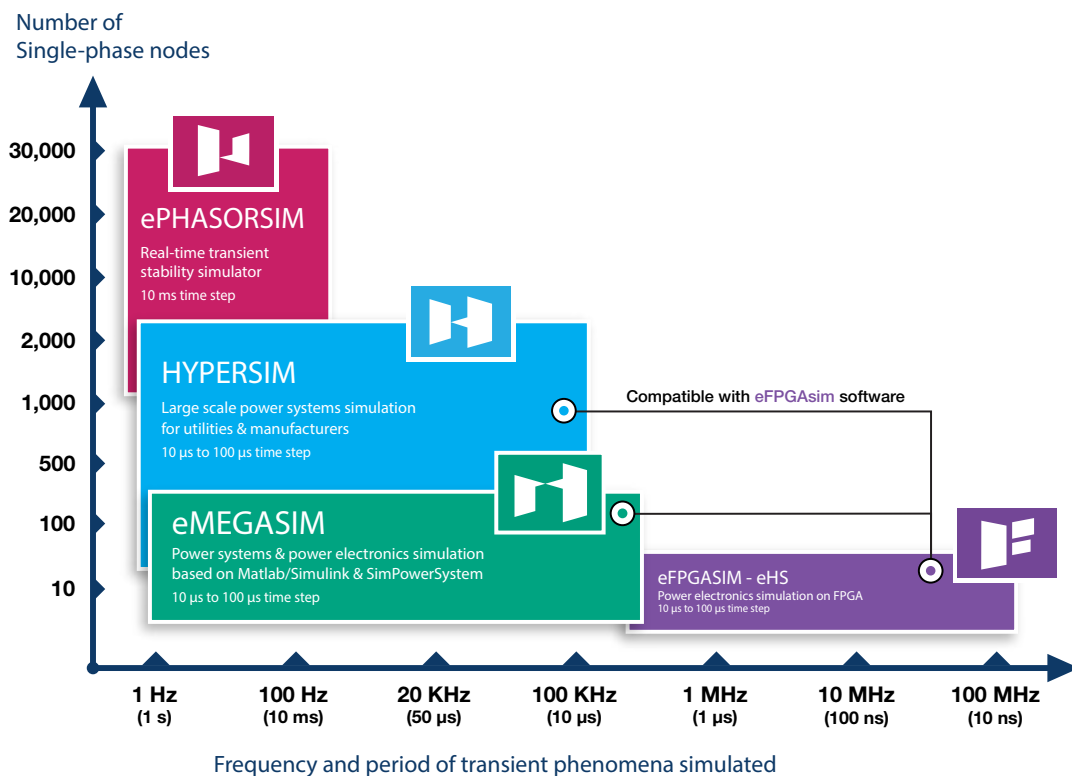 Number of
Single-phase nodes
30,000
20,000
10,000
2,000
1,000
500
100
10
ePHASORSIM
Real-time transient
stability simulator
10 ms time step
HYPERSIM
Large scale power systems simulation
for utilities & manufacturers
10 µs to 100 µs time step
Compatible with eFPGAsim software
eMEGASIM
Power systems & power electronics simulation
based on Matlab/Simulink & SimPowerSystem
10 µs to 100 µs time step
eFPGASIM - eHS
Power electronics simulation on FPGA
10 µs to 100 µs time step
1 Hz
(1 s)
100 Hz
(10 ms)
20 KHz
(50 µs)
100 KHz
(10 µs)
1 MHz
(1 µs)
10 MHz
(100 ns)
100 MHz
(10 ns)
Frequency and period of transient phenomena simulated